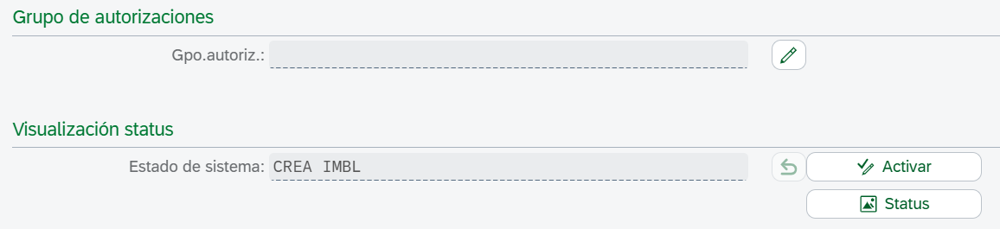 Grupo de autorizaciones
Gpo.autoriz.:
Visualización status
Estado de sistema: CREA IMBL Activar
Status